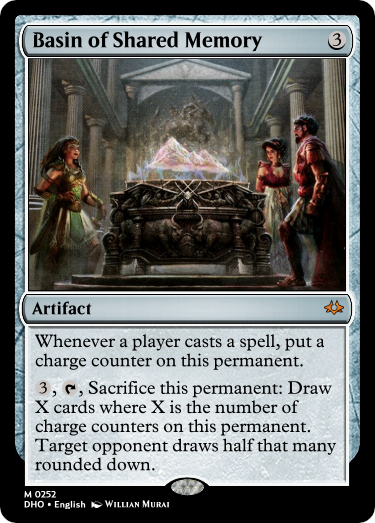 Basin of Shared Memory 3
Artifact
Whenever a player casts a spell, put a
charge counter on this permanent.
3, , Sacrifice this permanent: Draw
X cards where X is the number of
charge counters on this permanent.
Target opponent draws half that many
rounded down.
M 0252
DHO • English Willian Murai